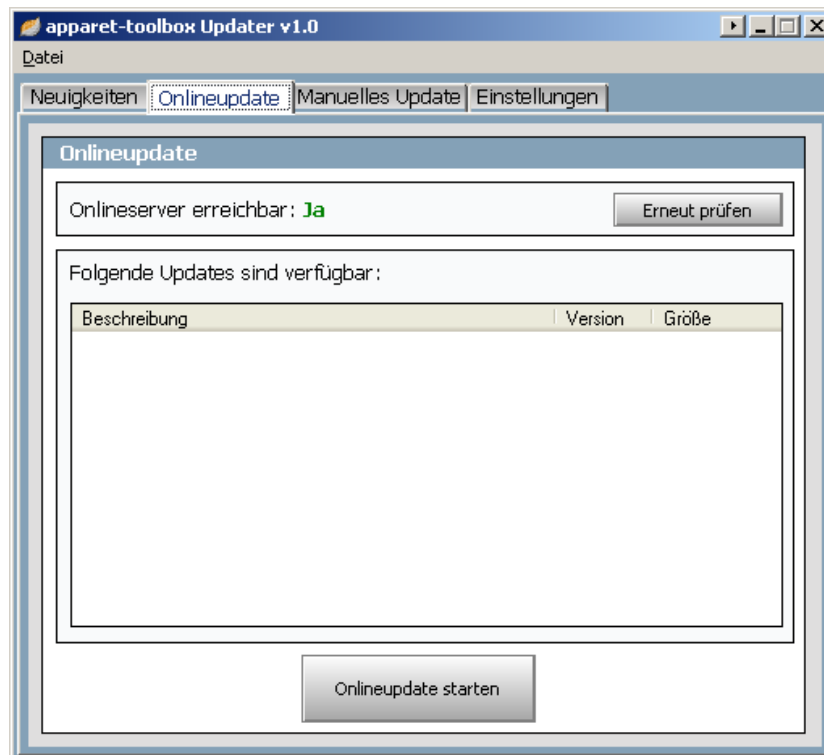 apparet-toolbox Updater v1.0
Datei
Neuigkeiten Onlineupdate Manuelles Update Einstellungen
Onlineupdate
Onlineserver erreichbar: Ja Erneut prüfen
Folgende Updates sind verfügbar:
Beschreibung Version Größe
Onlineupdate starten